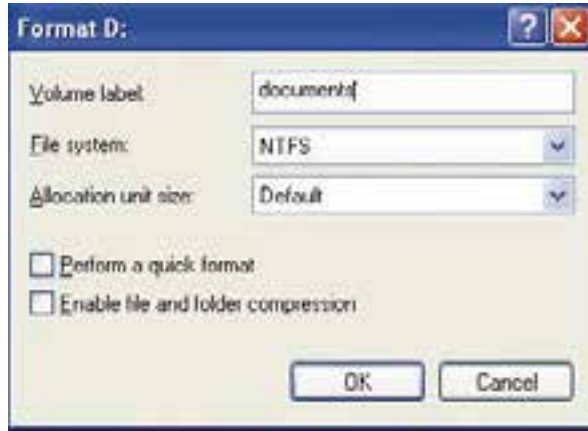 Format D:
Volume label:
documents
File system:
NTFS
Allocation unit size:
Default
Perform a quick format
Enable file and folder compression
OK
Cancel